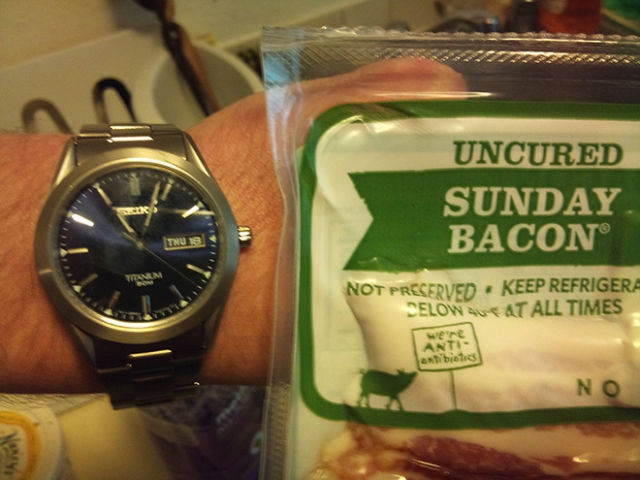 SEIKO
THU 18
TITANIUM
50M
UNCURED
SUNDAY
BACON®
NOT PRESERVED • KEEP REFRIGERA
BELOW 40°F AT ALL TIMES
We're
ANTI-
antibiotics
NO